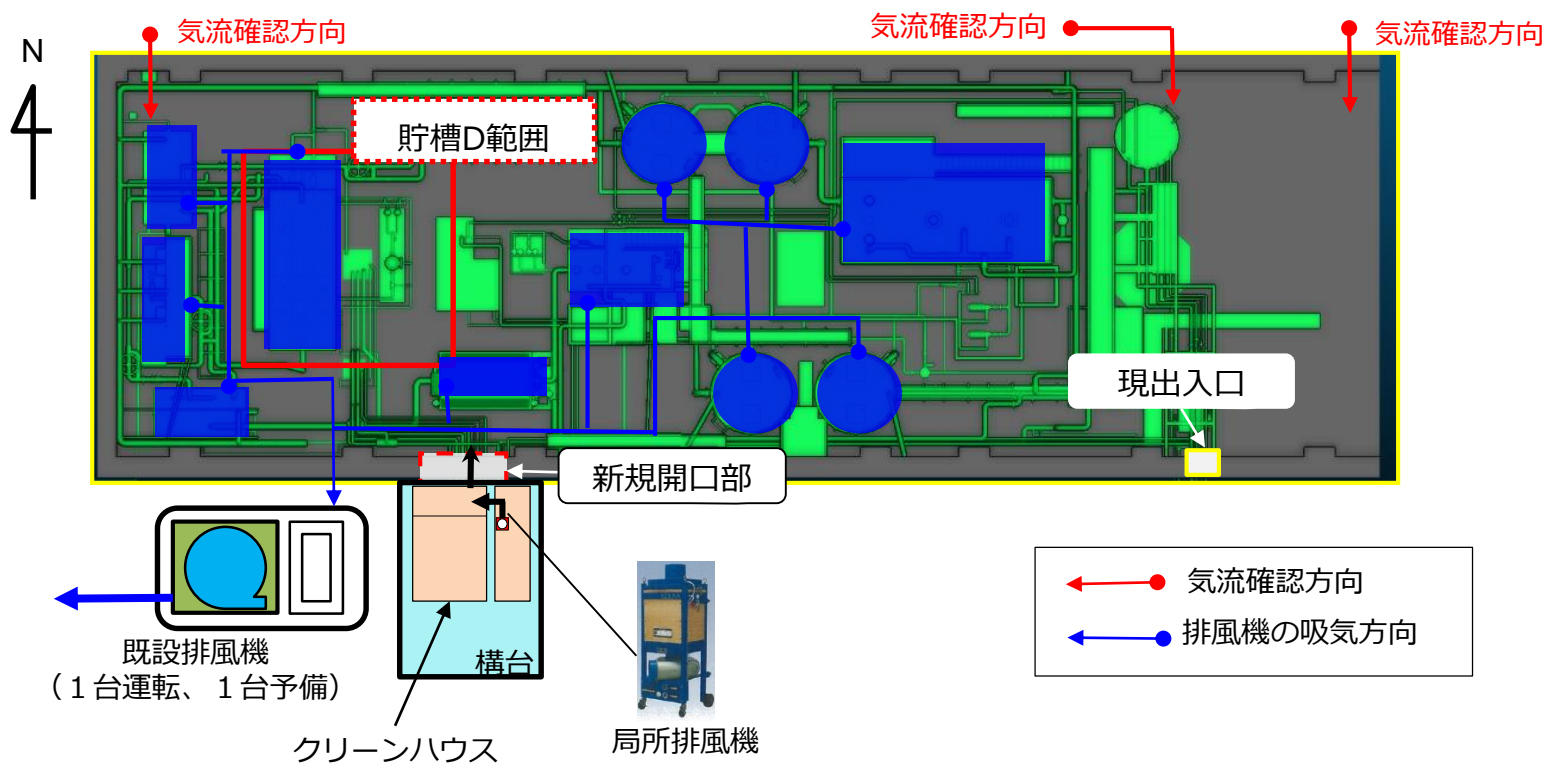 気流確認方向
気流確認方向
気流確認方向
N
貯槽D範囲
現出入口
新規開口部
気流確認方向
排風機の吸気方向
既設排風機
（１台運転、１台予備）
構台
クリーンハウス
局所排風機